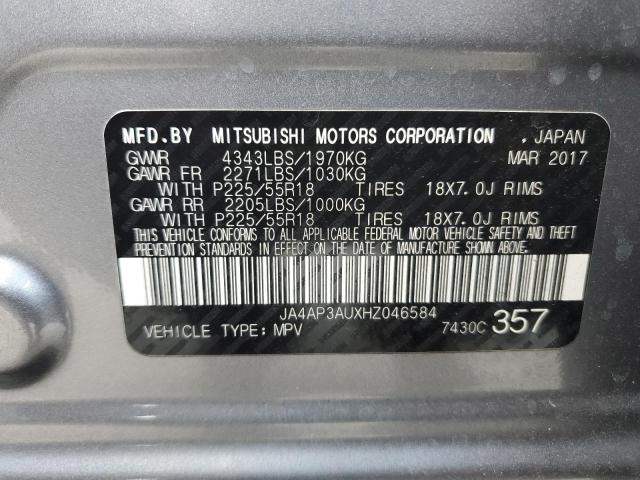 MFD.BY MITSUBISHI MOTORS CORPORATION , JAPAN
GVWR 4343LBS/1970KG MAR 2017
GAWR FR 2271LBS/1030KG
WITH P225/55R18 TIRES 18X7.0J RIMS
GAWR RR 2205LBS/1000KG
WITH P225/55R18 TIRES 18X7.0J RIMS
THIS VEHICLE CONFORMS TO ALL APPLICABLE FEDERAL MOTOR VEHICLE SAFETY AND THEFT
PREVENTION STANDARDS IN EFFECT ON THE DATE OF MANUFACTURE SHOWN ABOVE.
JA4AP3AUXHZ046584
VEHICLE TYPE: MPV 7430C 357